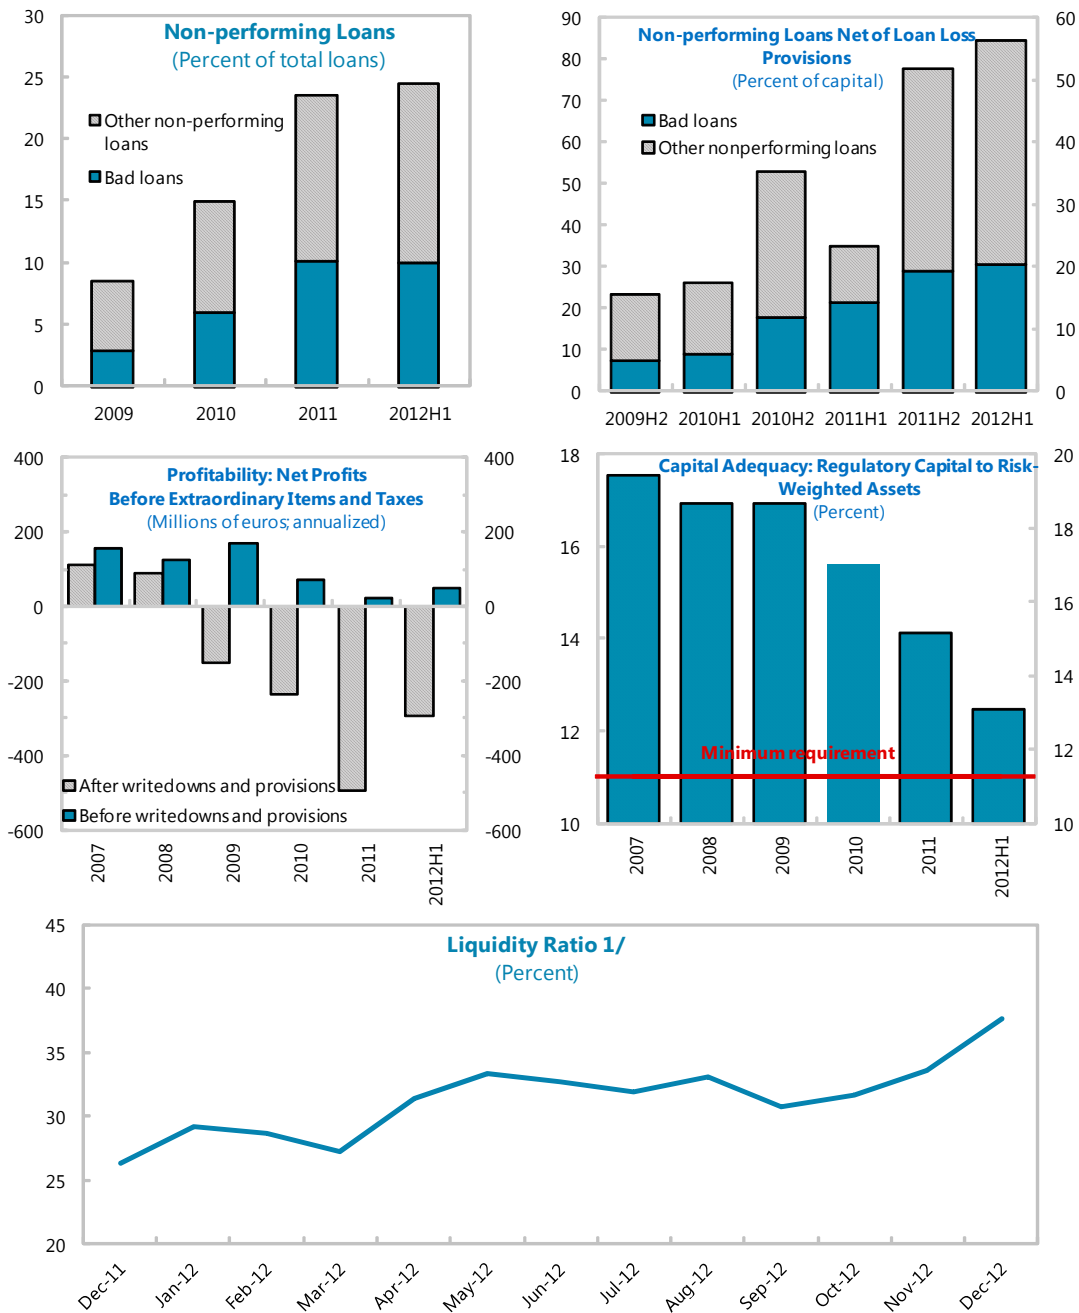 Non-performing Loans
(Percent of total loans)
30
25
20
15
10
5
0
Other non-performing
loans
Bad loans
2009
2010
2011
2012H1
Non-performing Loans Net of Loan Loss
Provisions
(Percent of capital)
90
80
70
60
50
40
30
20
10
0
60
50
40
30
20
10
0
Bad loans
Other nonperforming loans
2009H2
2010H1
2010H2
2011H1
2011H2
2012H1
Profitability: Net Profits
Before Extraordinary Items and Taxes
(Millions of euros; annualized)
400
200
0
-200
-400
-600
400
200
0
-200
-400
-600
After writedowns and provisions
Before writedowns and provisions
2007
2008
2009
2010
2011
2012H1
Capital Adequacy: Regulatory Capital to Risk-
Weighted Assets
(Percent)
18
16
14
12
10
20
18
16
14
12
10
Minimum requirement
2007
2008
2009
2010
2011
2012H1
Liquidity Ratio 1/
(Percent)
45
40
35
30
25
20
Dec-11
Jan-12
Feb-12
Mar-12
Apr-12
May-12
Jun-12
Jul-12
Aug-12
Sep-12
Oct-12
Nov-12
Dec-12